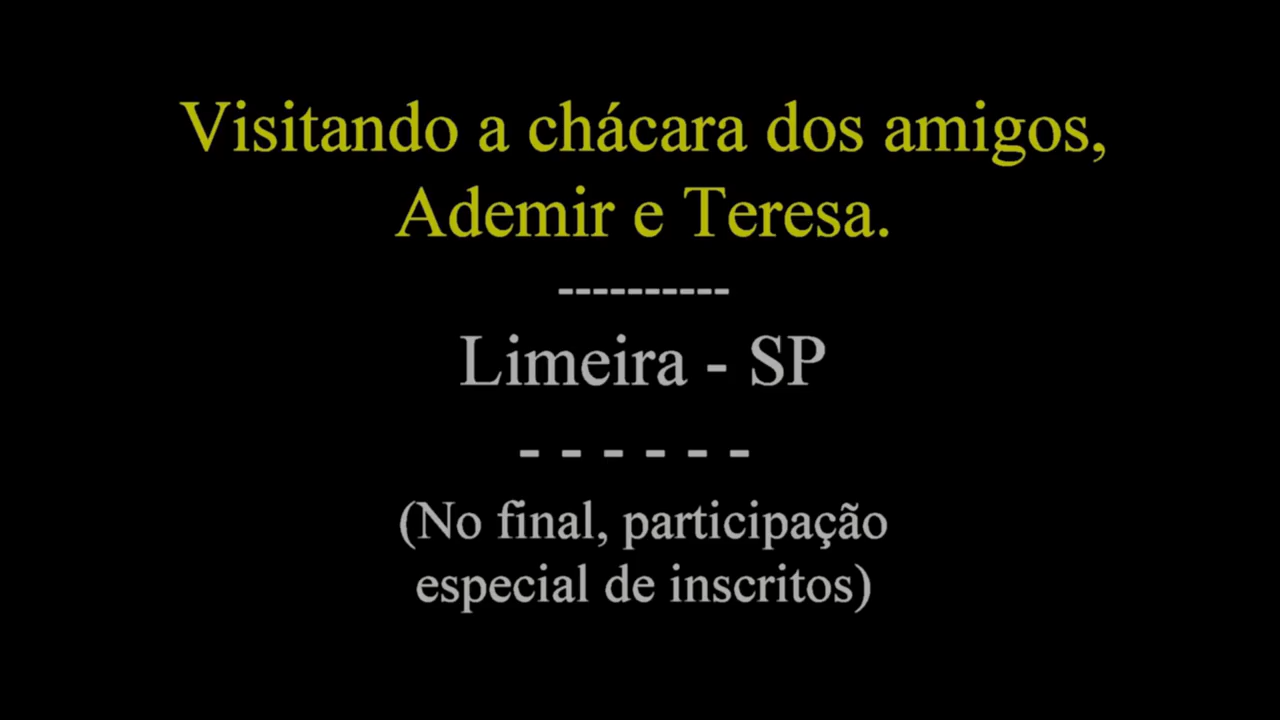 Visitando a chácara dos amigos,
Ademir e Teresa.
----------
Limeira - SP
- - - - - -
(No final, participação
especial de inscritos)